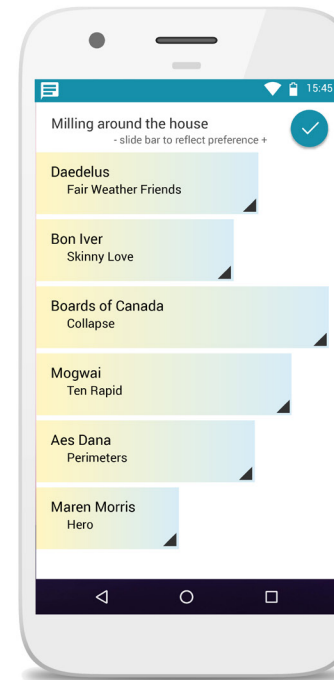 15:45
Milling around the house
- slide bar to reflect preference +
Daedelus
Fair Weather Friends
Bon Iver
Skinny Love
Boards of Canada
Collapse
Mogwai
Ten Rapid
Aes Dana
Perimeters
Maren Morris
Hero